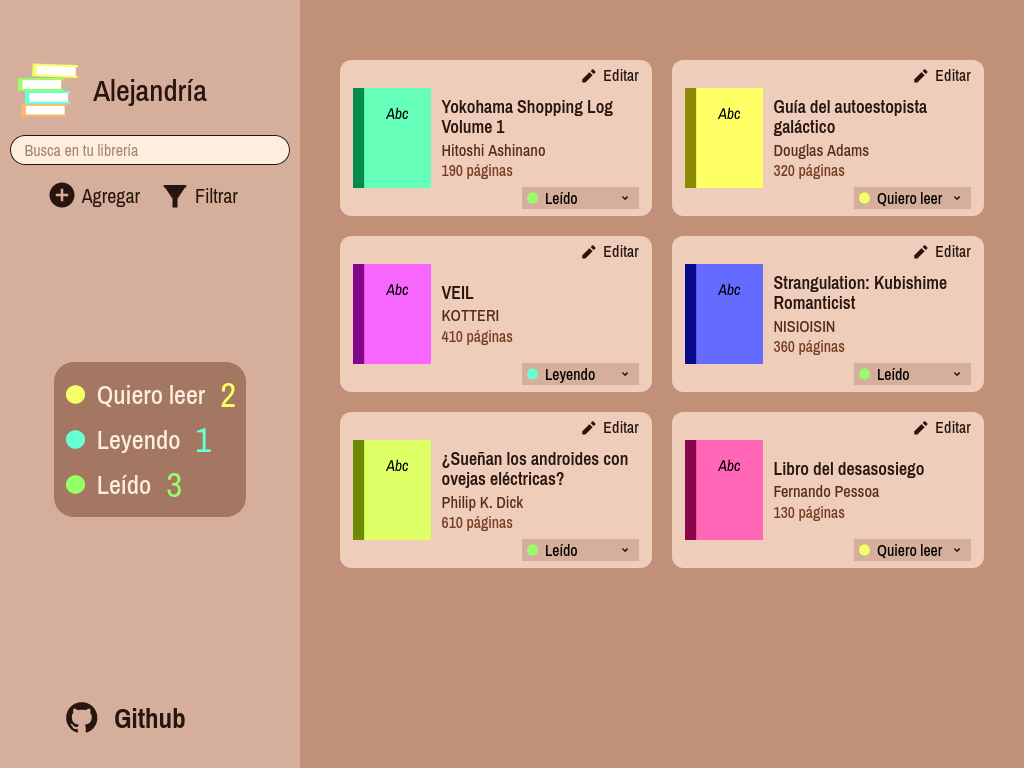 Alejandría
Busca en tu librería
Agregar
Filtrar
Quiero leer 2
Leyendo 1
Leído 3
Github
Editar
Abc
Yokohama Shopping Log
Volume 1
Hitoshi Ashinano
190 páginas
Leído
Editar
Abc
Guía del autoestopista
galáctico
Douglas Adams
320 páginas
Quiero leer
Editar
Abc
VEIL
KOTTERI
410 páginas
Leyendo
Editar
Abc
Strangulation: Kubishime
Romanticist
NISIOISIN
360 páginas
Leído
Editar
Abc
¿Sueñan los androides con
ovejas eléctricas?
Philip K. Dick
610 páginas
Leído
Editar
Abc
Libro del desasosiego
Fernando Pessoa
130 páginas
Quiero leer